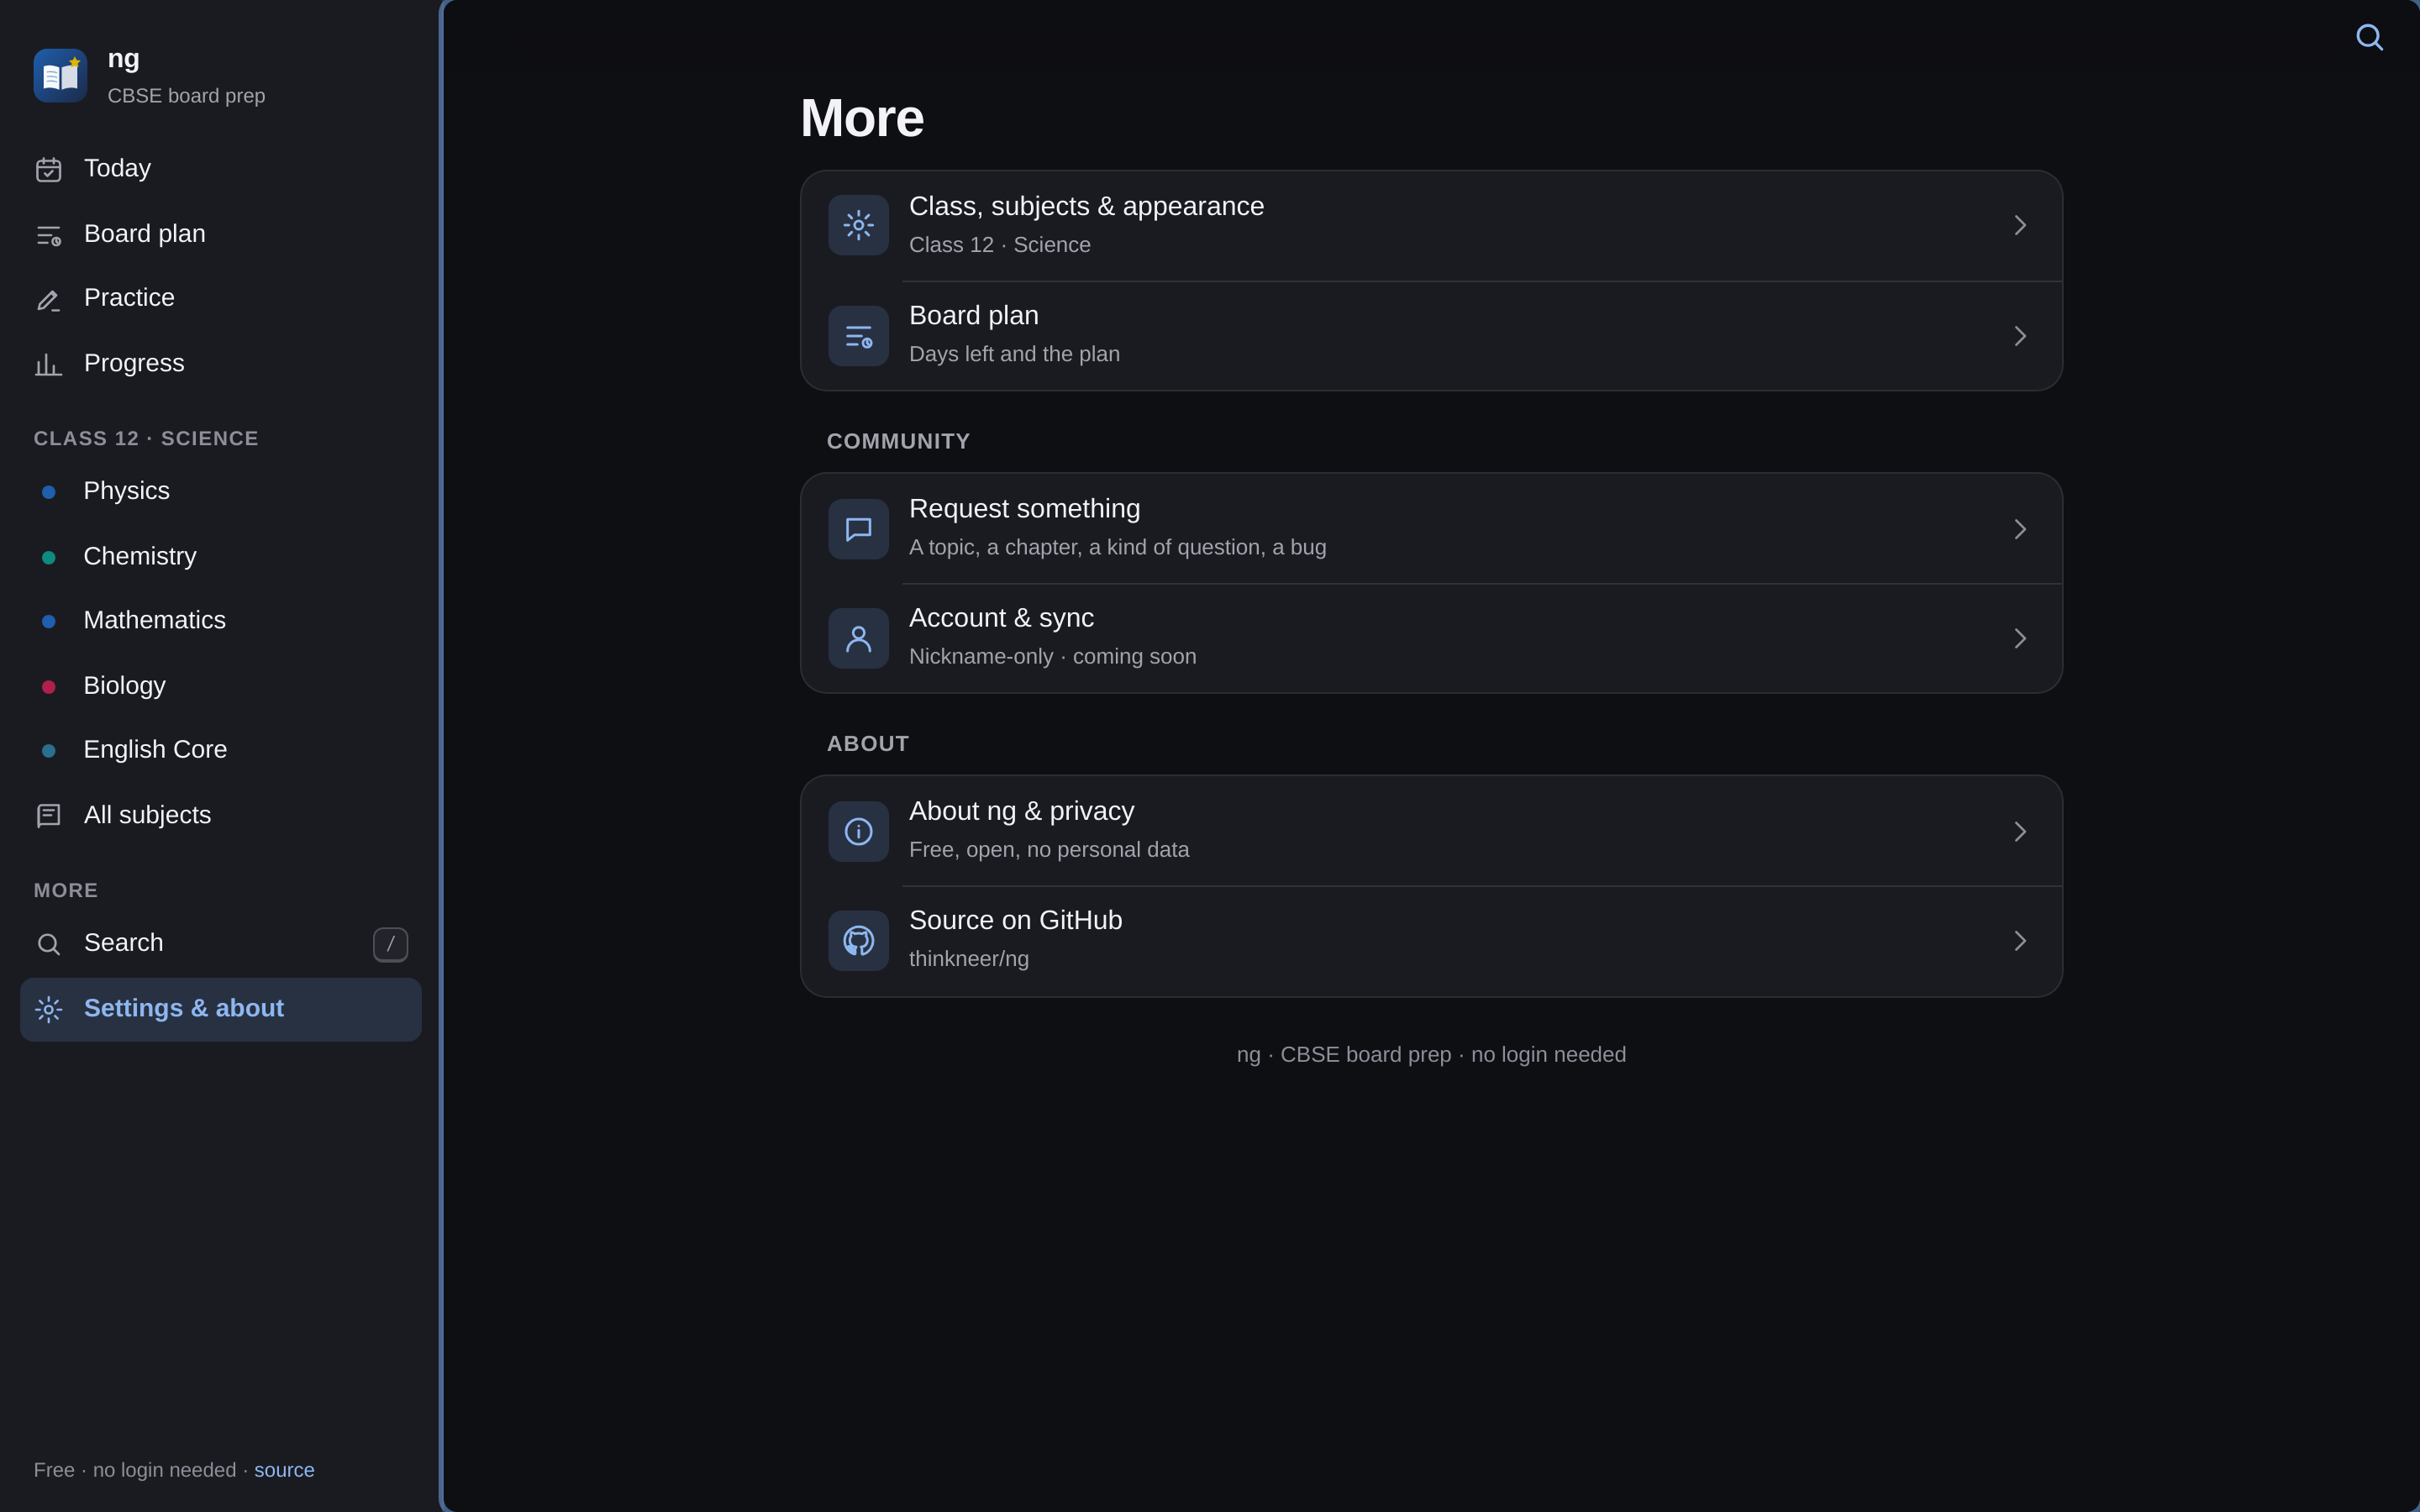 ng
CBSE board prep
Today
Board plan
Practice
Progress
CLASS 12 · SCIENCE
Physics
Chemistry
Mathematics
Biology
English Core
All subjects
MORE
Search /
Settings & about
Free · no login needed · source
More
Class, subjects & appearance
Class 12 · Science
Board plan
Days left and the plan
COMMUNITY
Request something
A topic, a chapter, a kind of question, a bug
Account & sync
Nickname-only · coming soon
ABOUT
About ng & privacy
Free, open, no personal data
Source on GitHub
thinkneer/ng
ng · CBSE board prep · no login needed